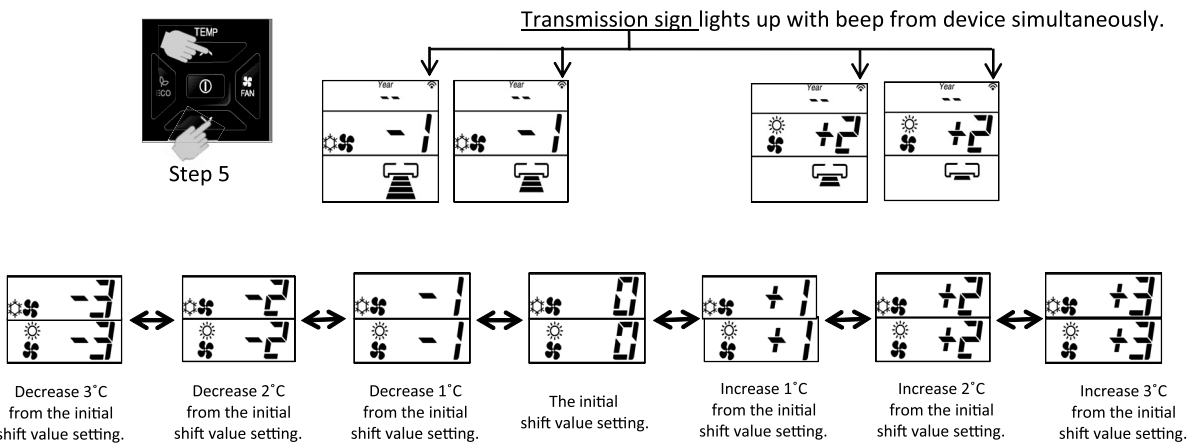 Transmission sign lights up with beep from device simultaneously.
TEMP
ECO
FAN
Step 5
Year
--
-1
Year
--
-1
Year
--
+2
Year
--
+2
-3
-3
-2
-2
-1
-1
0
0
+1
+1
+2
+2
+3
+3
Decrease 3˚C
from the initial
shift value setting.
Decrease 2˚C
from the initial
shift value setting.
Decrease 1˚C
from the initial
shift value setting.
The initial
shift value setting.
Increase 1˚C
from the initial
shift value setting.
Increase 2˚C
from the initial
shift value setting.
Increase 3˚C
from the initial
shift value setting.